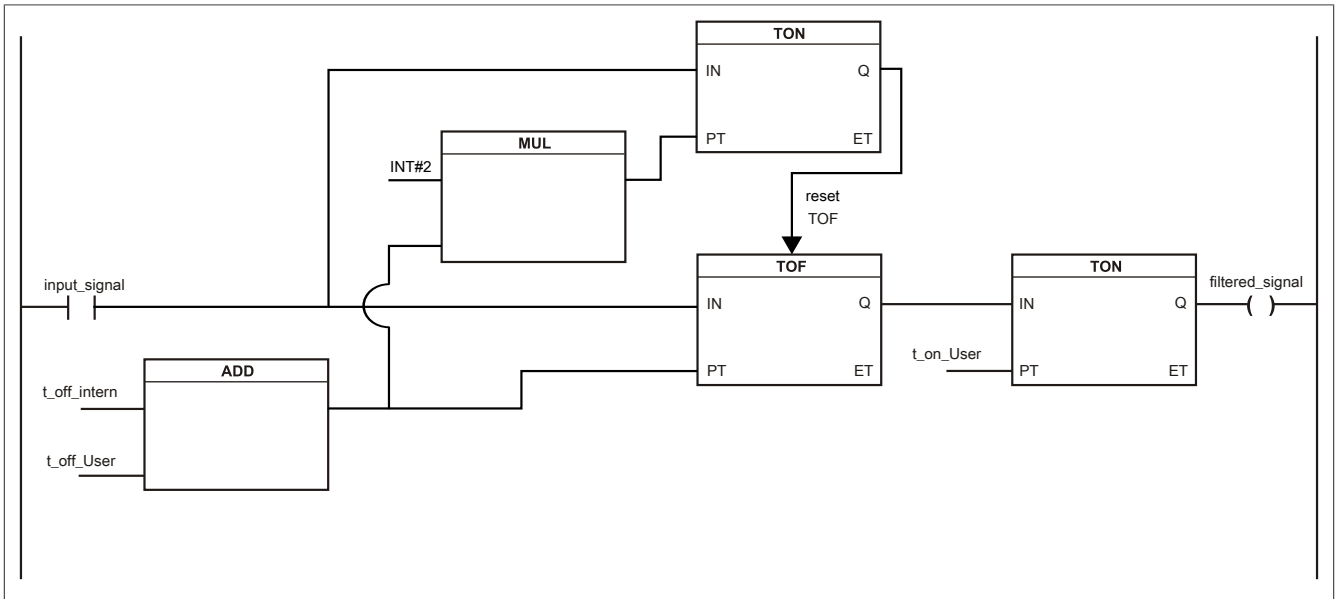 TON
IN Q
PT ET
MUL
INT#2
reset
TOF
input_signal
TOF
IN Q
PT ET
TON
IN Q
PT ET
filtered_signal
t_on_User
ADD
t_off_intern
t_off_User